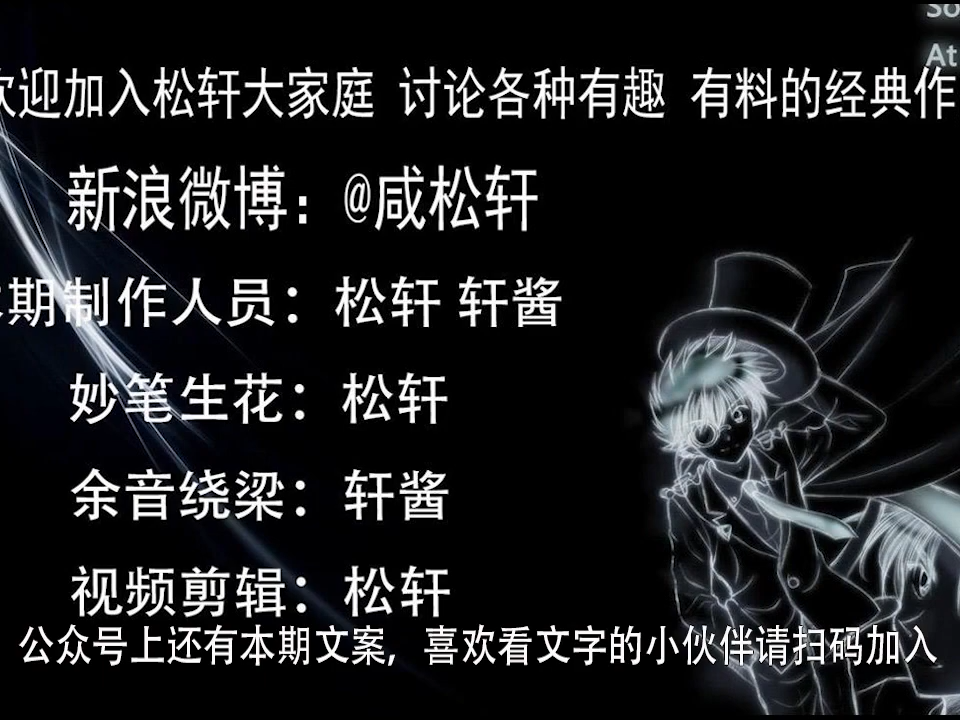 So
At
欢迎加入松轩大家庭 讨论各种有趣 有料的经典作
新浪微博：@咸松轩
本期制作人员：松轩 轩酱
妙笔生花：松轩
余音绕梁：轩酱
视频剪辑：松轩
公众号上还有本期文案，喜欢看文字的小伙伴请扫码加入